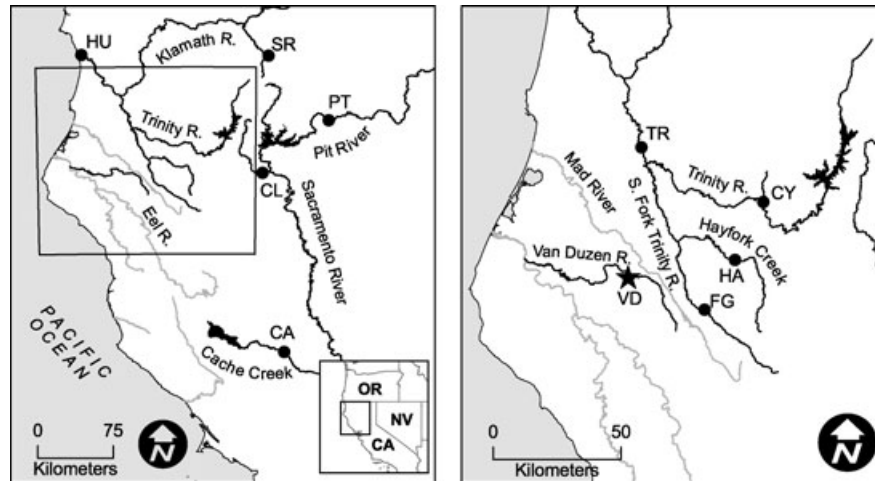 HU
Klamath R.
SR
PT
Trinity R.
Pit River
CL
Sacramento River
Eel R.
PACIFIC
OCEAN
CA
Cache Creek
0 75
Kilometers
N
OR
NV
CA
TR
Mad River
Trinity R.
CY
S. Fork Trinity R.
Hayfork Creek
Van Duzen R.
HA
VD
FG
0 50
Kilometers
N